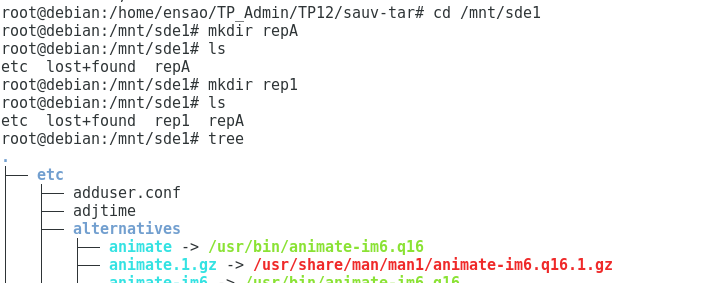 root@debian:/home/ensao/TP_Admin/TP12/sauv-tar# cd /mnt/sde1
root@debian:/mnt/sde1# mkdir repA
root@debian:/mnt/sde1# ls
etc  lost+found  repA
root@debian:/mnt/sde1# mkdir rep1
root@debian:/mnt/sde1# ls
etc  lost+found  rep1  repA
root@debian:/mnt/sde1# tree
.
├── etc
│   ├── adduser.conf
│   ├── adjtime
│   ├── alternatives
│   │   ├── animate -> /usr/bin/animate-im6.q16
│   │   ├── animate.1.gz -> /usr/share/man/man1/animate-im6.q16.1.gz
│   │   ├── animate-im6 -> /usr/bin/animate-im6.q16